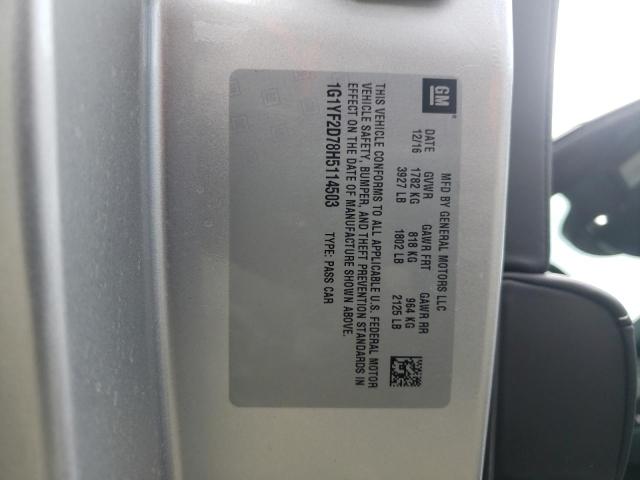 GM
MFD BY GENERAL MOTORS LLC
DATE GVWR GAWR FRT GAWR RR
12/16 1782 KG 818 KG 964 KG
3927 LB 1802 LB 2125 LB
THIS VEHICLE CONFORMS TO ALL APPLICABLE U.S. FEDERAL MOTOR
VEHICLE SAFETY, BUMPER, AND THEFT PREVENTION STANDARDS IN
EFFECT ON THE DATE OF MANUFACTURE SHOWN ABOVE.
1G1YF2D78H5114503 TYPE: PASS CAR